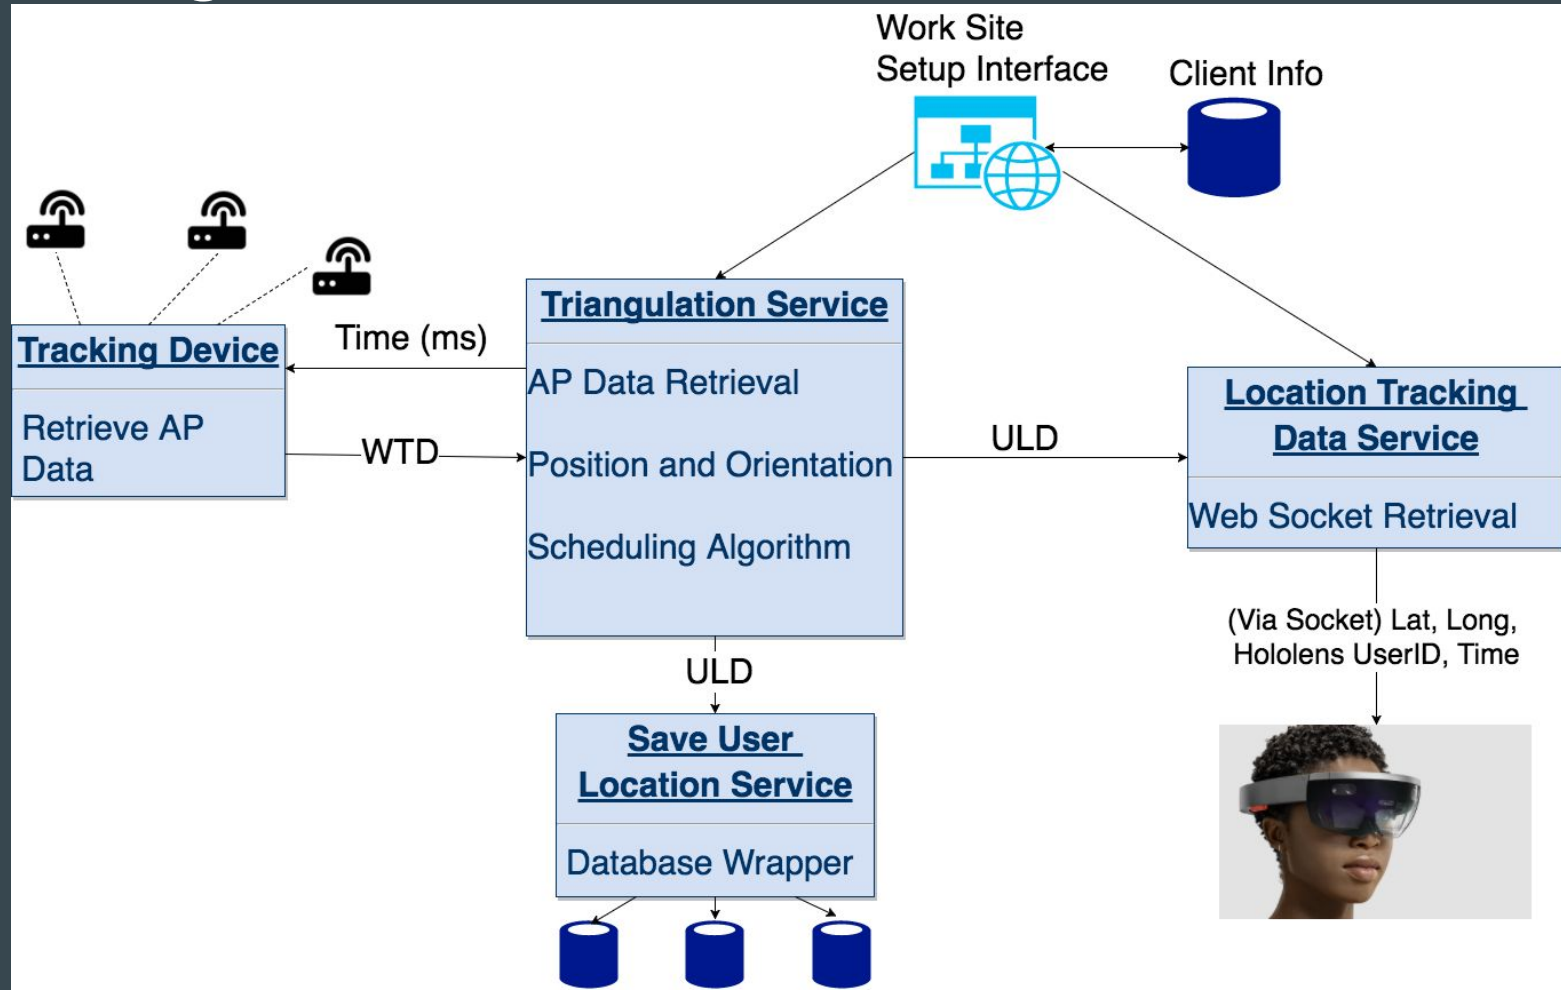 Work Site
Setup Interface
Client Info
Tracking Device
Retrieve AP
Data
Time (ms)
WTD
Triangulation Service
AP Data Retrieval
Position and Orientation
Scheduling Algorithm
ULD
Location Tracking
Data Service
Web Socket Retrieval
(Via Socket) Lat, Long,
Hololens UserID, Time
ULD
Save User
Location Service
Database Wrapper